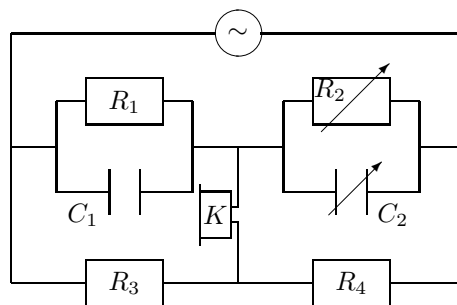 ~
R₁ R₂
C₁ K C₂
R₃ R₄